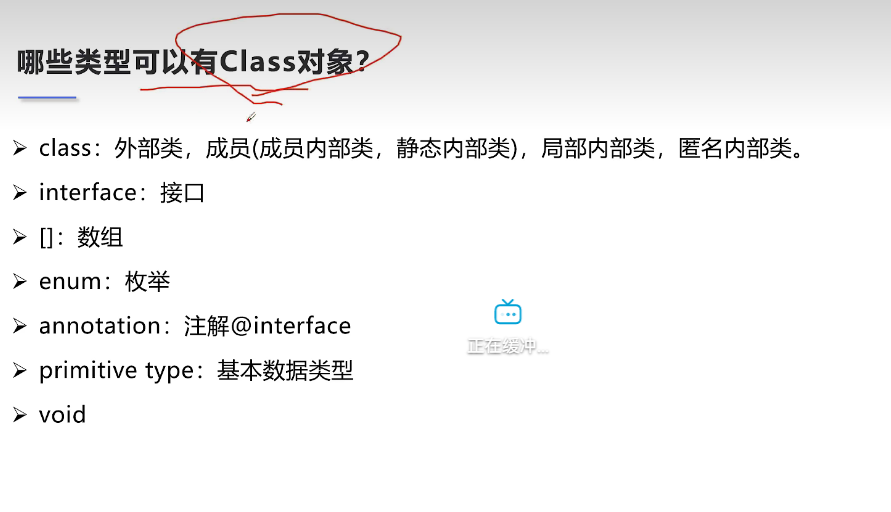 哪些类型可以有Class对象？
class：外部类，成员(成员内部类，静态内部类)，局部内部类，匿名内部类。
interface：接口
[]：数组
enum：枚举
annotation：注解@interface
primitive type：基本数据类型
void
正在缓冲...